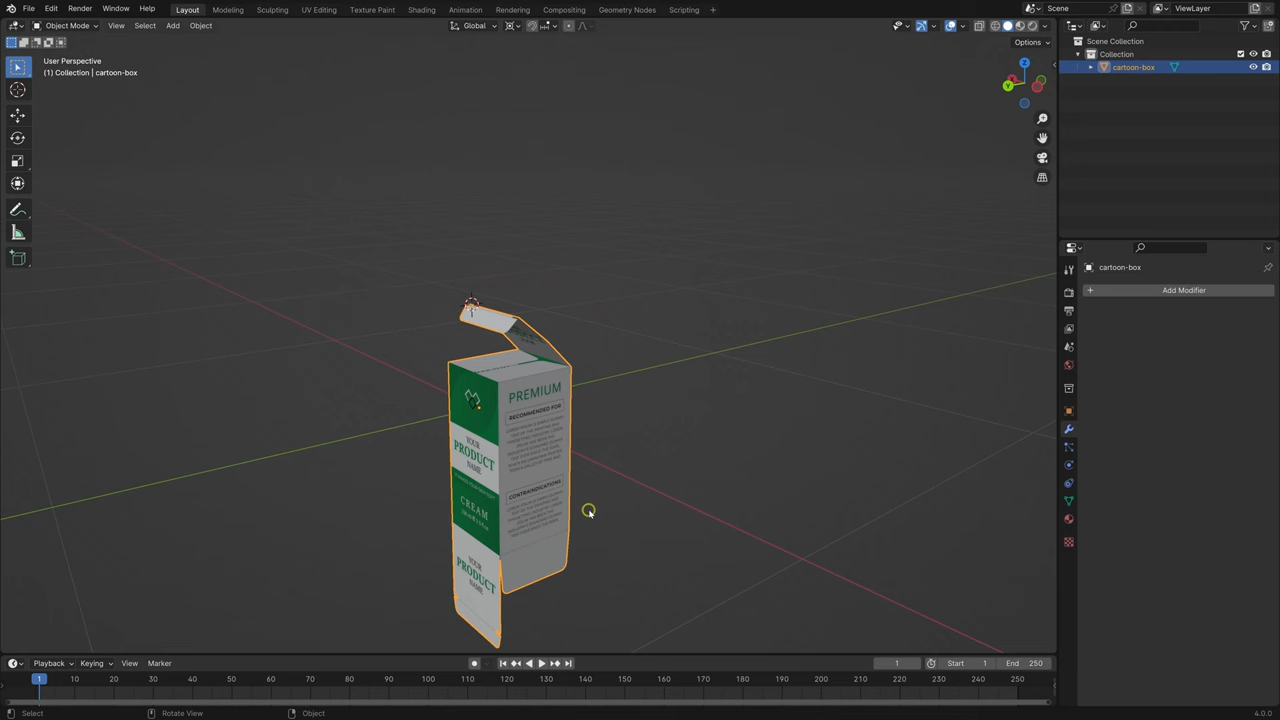 File Edit Render Window Help Layout Modeling Sculpting UV Editing Texture Paint Shading Animation Rendering Compositing Geometry Nodes Scripting + Scene ViewLayer
Object Mode View Select Add Object Global
Options
User Perspective
(1) Collection | cartoon-box
Z
Y
Scene Collection
Collection
cartoon-box
cartoon-box
+ Add Modifier
PREMIUM
RECOMMENDED FOR
CONTRAINDICATIONS
YOUR
PRODUCT
NAME
CREAM
YOUR
PRODUCT
NAME
Playback Keying View Marker 1 Start 1 End 250
1 10 20 30 40 50 60 70 80 90 100 110 120 130 140 150 160 170 180 190 200 210 220 230 240 250
Select Rotate View Object 4.0.0